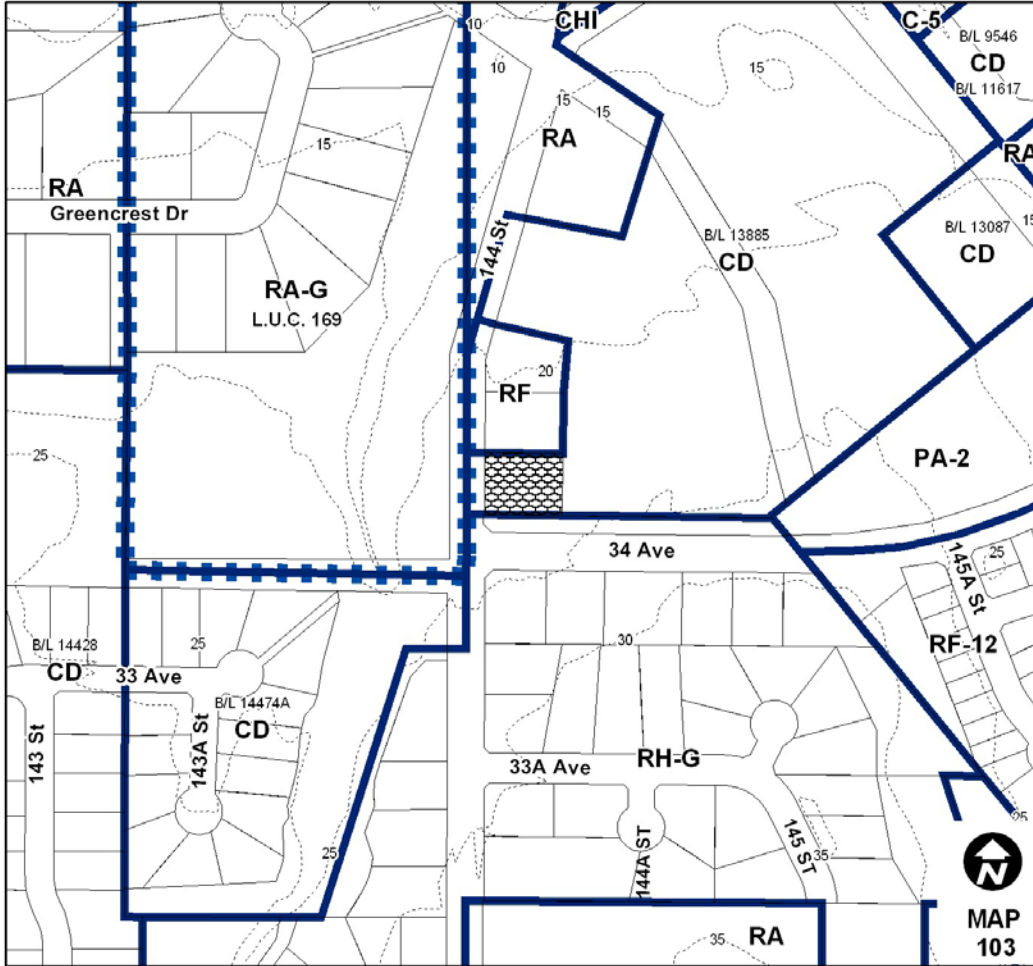 10
CHI
C-5
B/L 9546
CD
B/L 11617
10
15
15
15
15
RA
RA
RA
Greencrest Dr
144 St
B/L 13885
CD
15
B/L 13087
CD
RA-G
L.U.C. 169
20
RF
25
PA-2
34 Ave
145A St
25
30
RF-12
B/L 14428
CD
25
33 Ave
B/L 14474A
CD
143 St
143A St
33A Ave
RH-G
25
144A ST
145 ST
35
25
N
MAP
103
35
RA